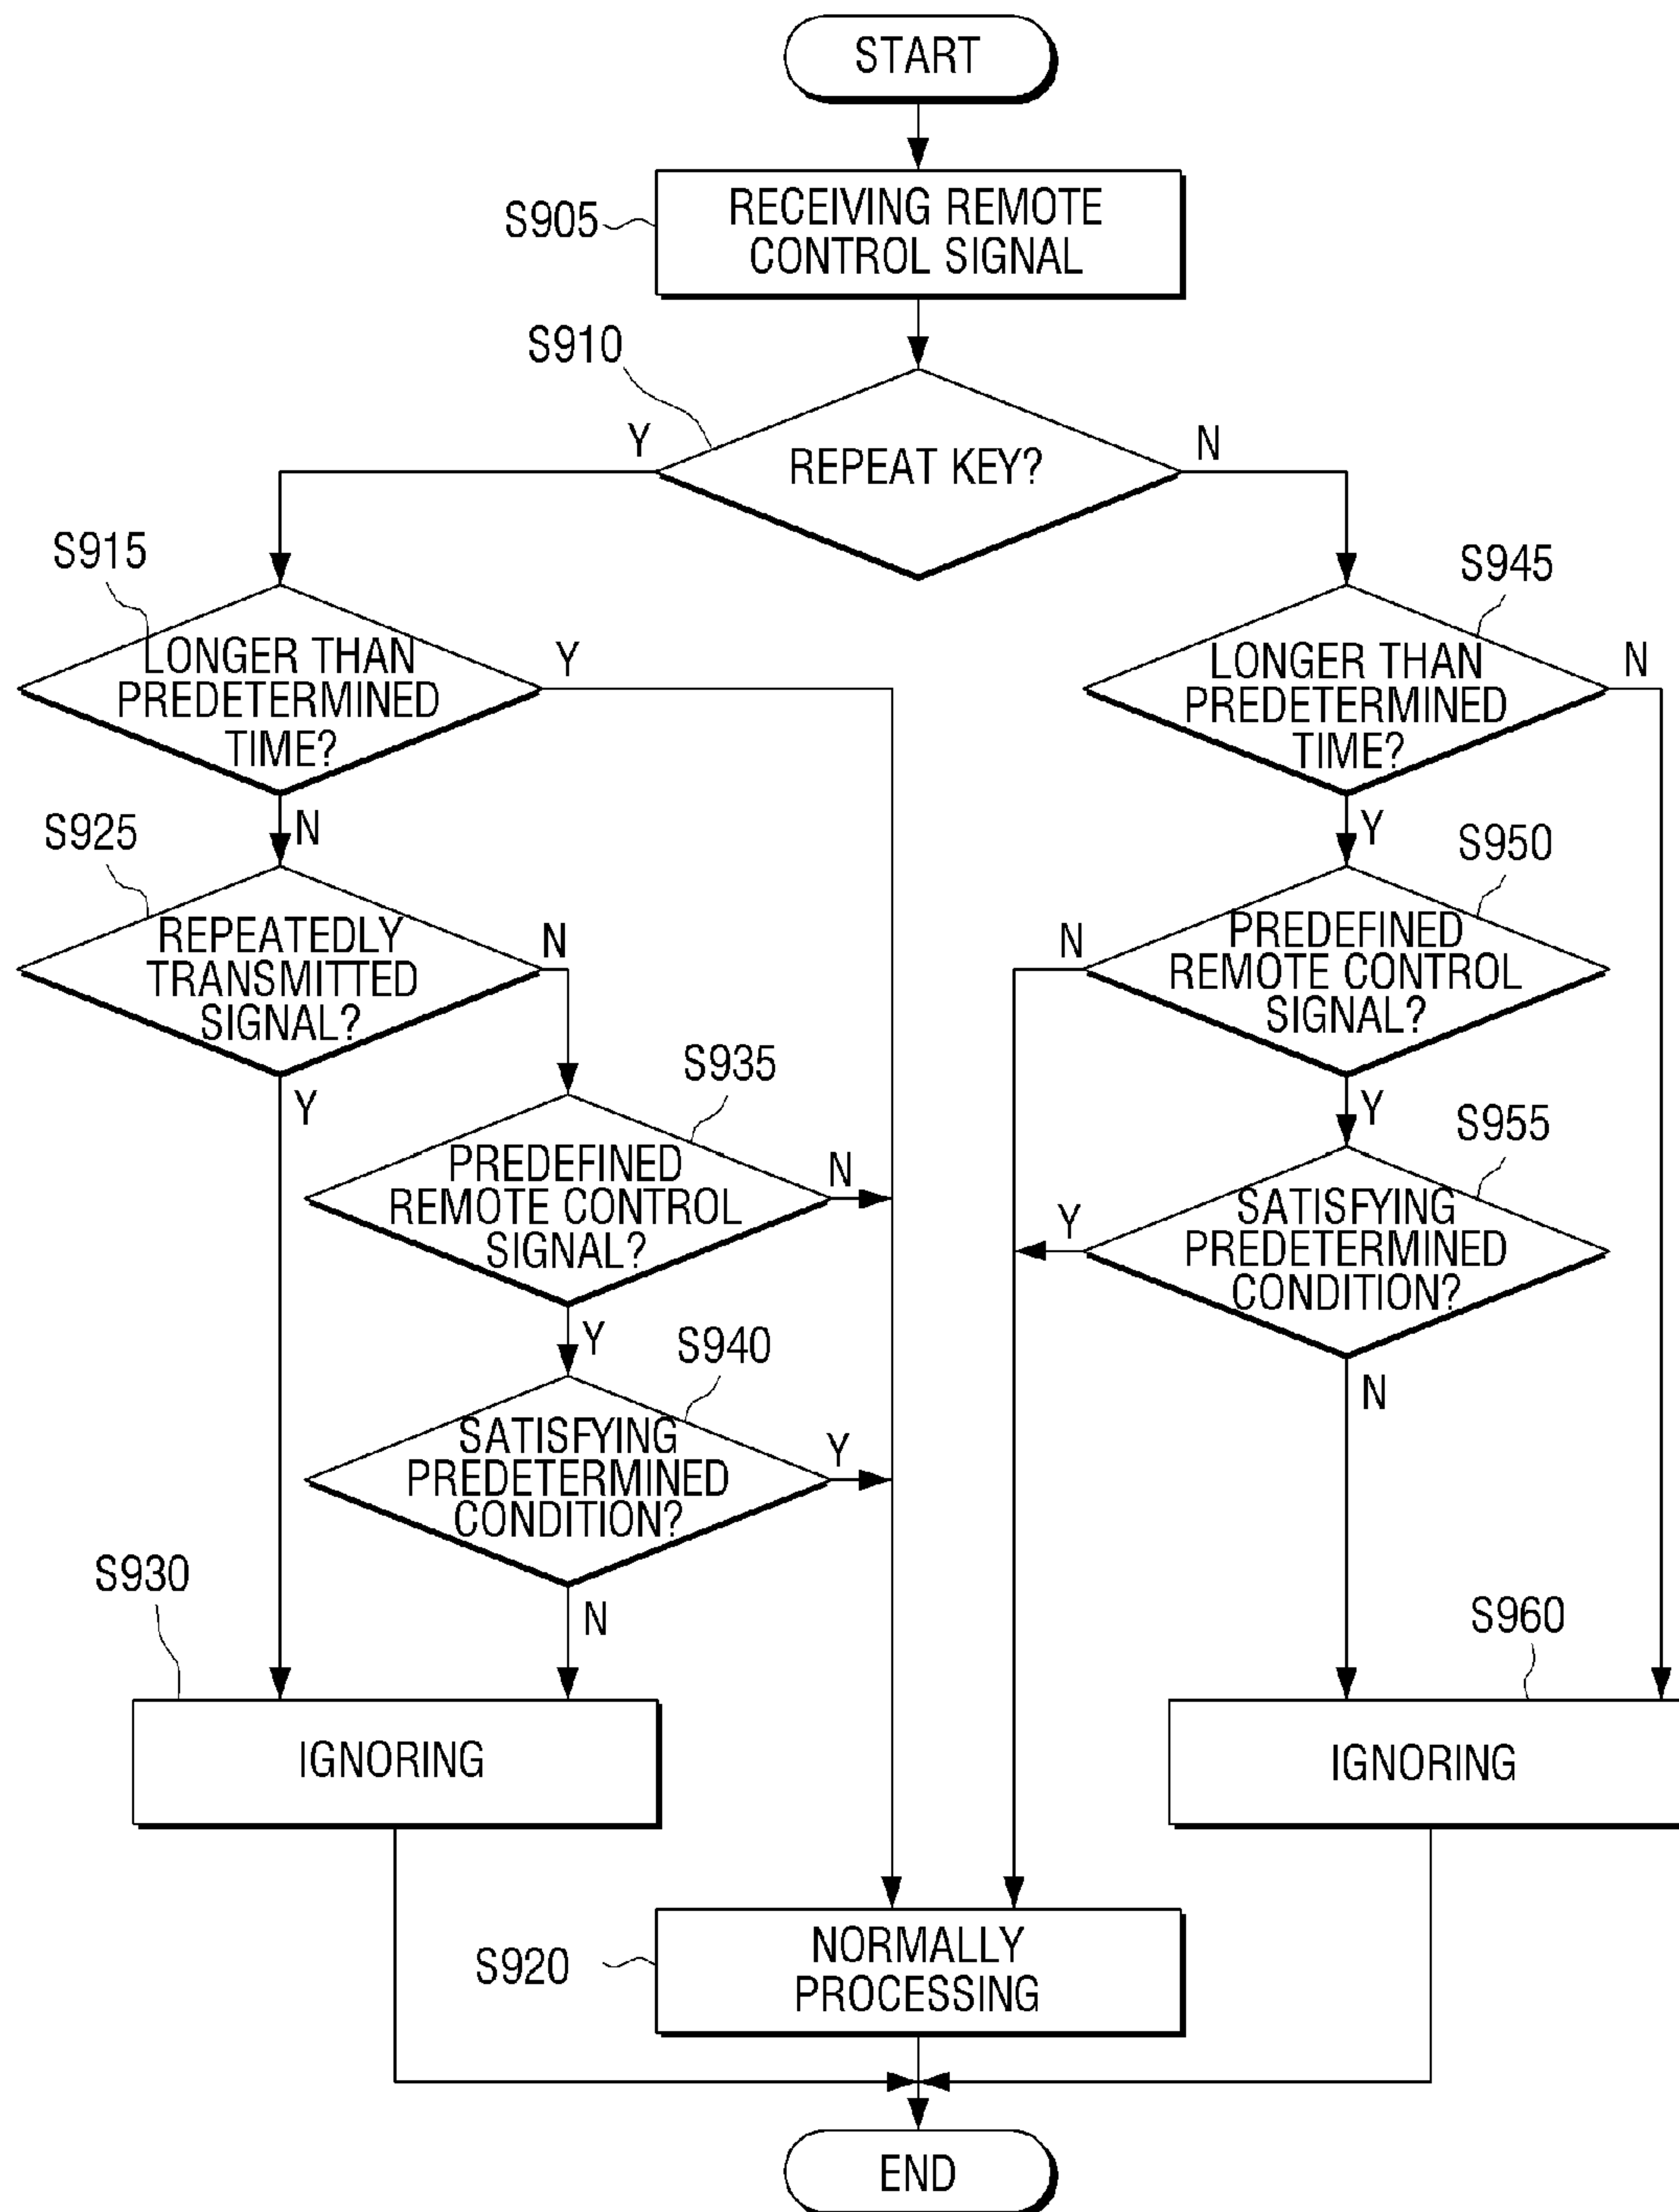 START
S905
RECEIVING REMOTE
CONTROL SIGNAL
S910
Y
REPEAT KEY?
N
S915
LONGER THAN
PREDETERMINED
TIME?
Y
N
S945
LONGER THAN
PREDETERMINED
TIME?
N
Y
S925
REPEATEDLY
TRANSMITTED
SIGNAL?
N
Y
S950
PREDEFINED
REMOTE CONTROL
SIGNAL?
N
Y
S935
PREDEFINED
REMOTE CONTROL
SIGNAL?
N
Y
S955
SATISFYING
PREDETERMINED
CONDITION?
Y
N
S940
SATISFYING
PREDETERMINED
CONDITION?
Y
N
S930
IGNORING
S960
IGNORING
S920
NORMALLY
PROCESSING
END